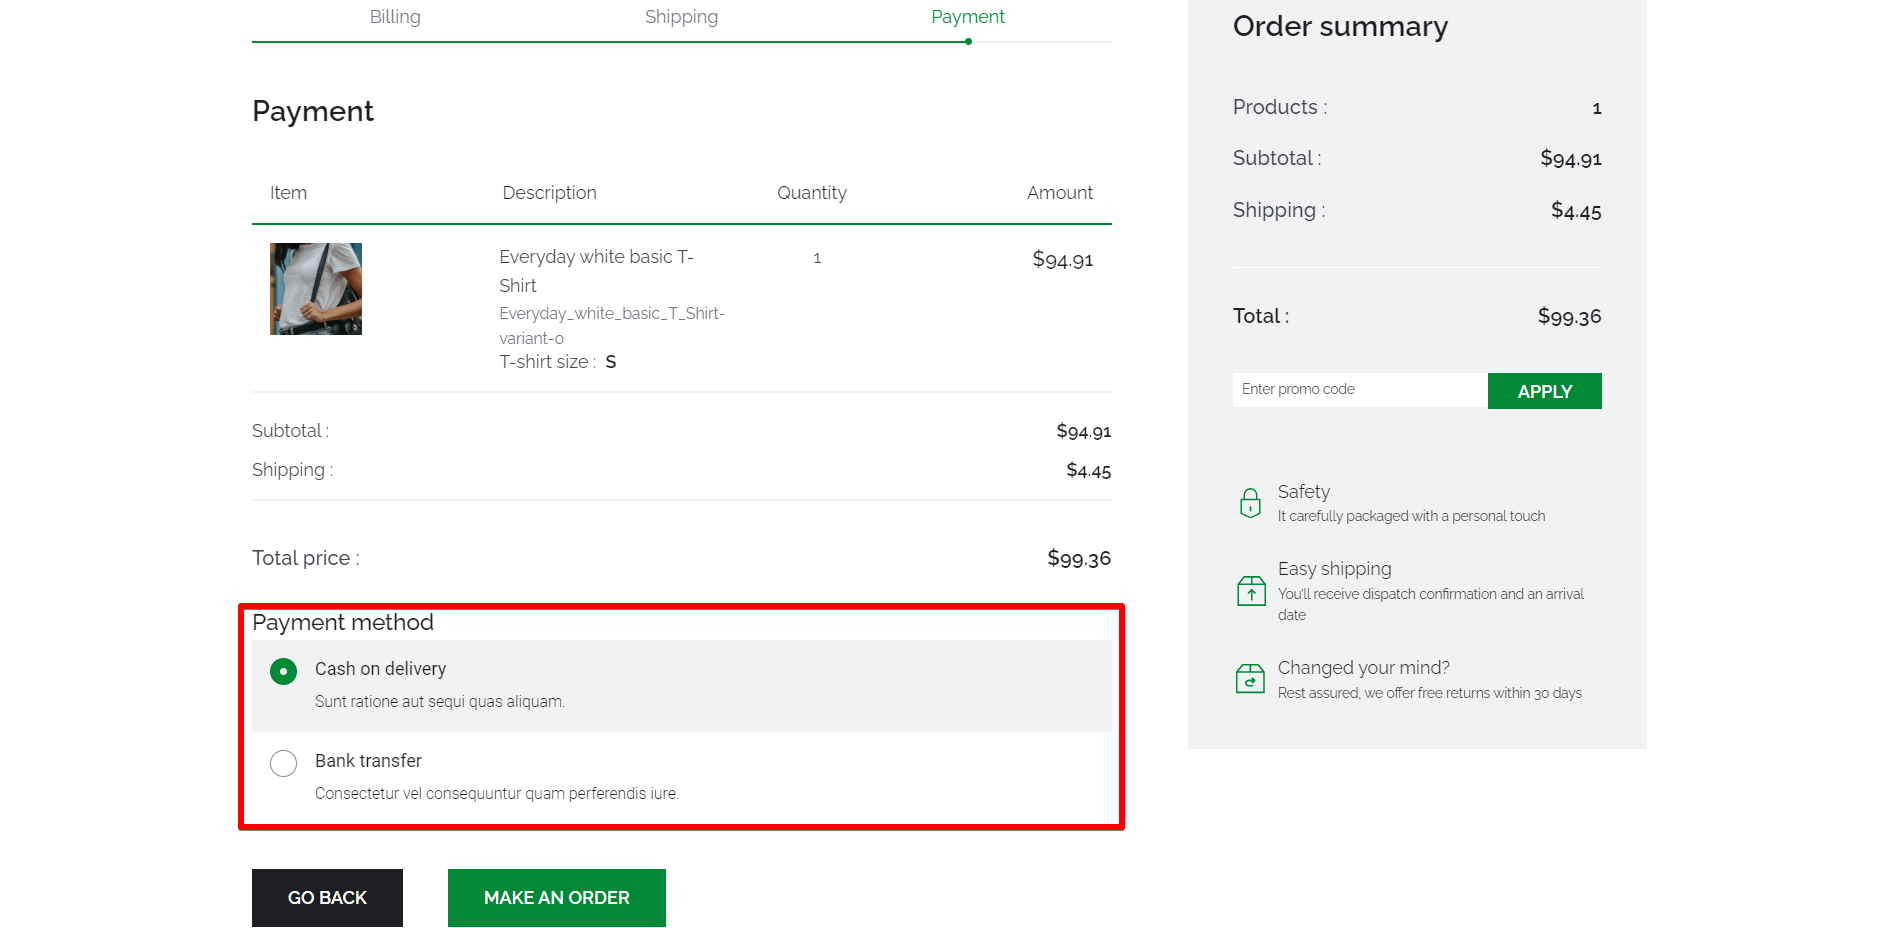 Billing
Shipping
Payment
Payment
Item
Description
Quantity
Amount
Everyday white basic T-
Shirt
Everyday_white_basic_T_Shirt-
variant-0
T-shirt size : S
1
$94.91
Subtotal :
$94.91
Shipping :
$4.45
Total price :
$99.36
Payment method
Cash on delivery
Sunt ratione aut sequi quas aliquam.
Bank transfer
Consectetur vel consequuntur quam perferendis iure.
GO BACK
MAKE AN ORDER
Order summary
Products :
1
Subtotal :
$94.91
Shipping :
$4.45
Total :
$99.36
Enter promo code
APPLY
Safety
It carefully packaged with a personal touch
Easy shipping
You'll receive dispatch confirmation and an arrival
date
Changed your mind?
Rest assured, we offer free returns within 30 days